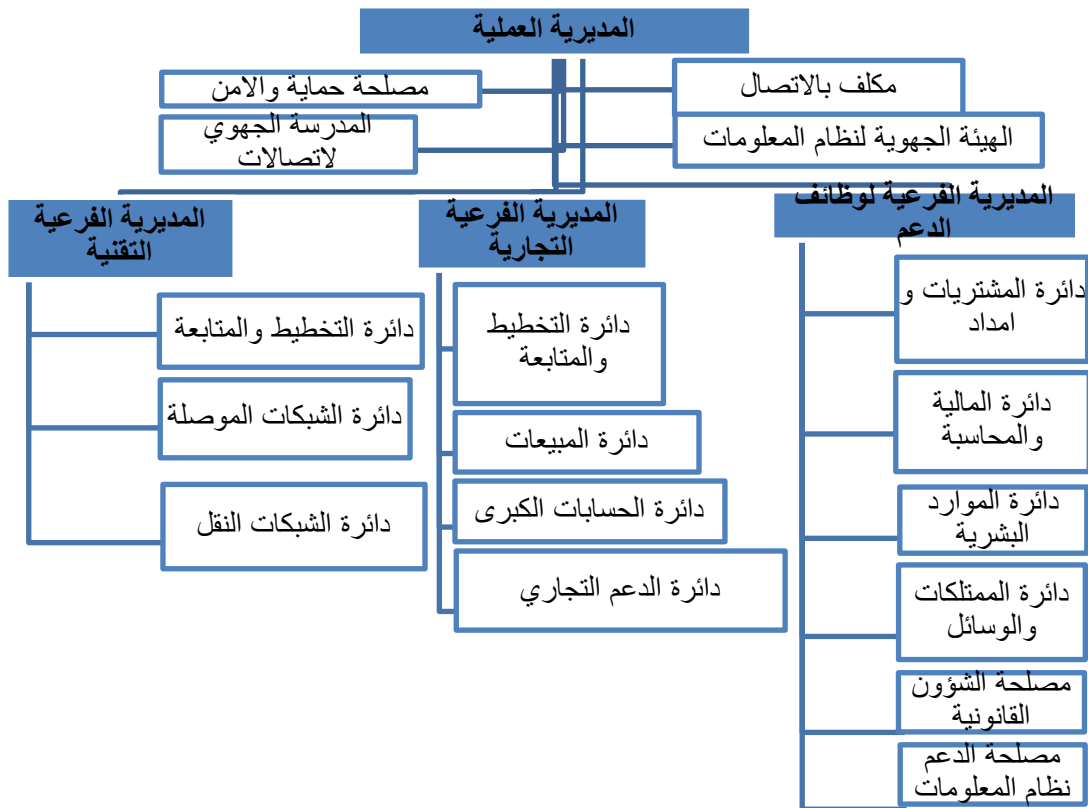 المديرية العملية
مكلف بالاتصال
مصلحة حماية والامن
الهيئة الجهوية لنظام المعلومات
المدرسة الجهوي
لاتصالات
المديرية الفرعية لوظائف
الدعم
المديرية الفرعية
التجارية
المديرية الفرعية
التقنية
دائرة المشتريات و
امداد
دائرة المالية
والمحاسبة
دائرة الموارد
البشرية
دائرة الممتلكات
والوسائل
مصلحة الشؤون
القانونية
مصلحة الدعم
نظام المعلومات
دائرة التخطيط
والمتابعة
دائرة المبيعات
دائرة الحسابات الكبرى
دائرة الدعم التجاري
دائرة التخطيط والمتابعة
دائرة الشبكات الموصلة
دائرة الشبكات النقل